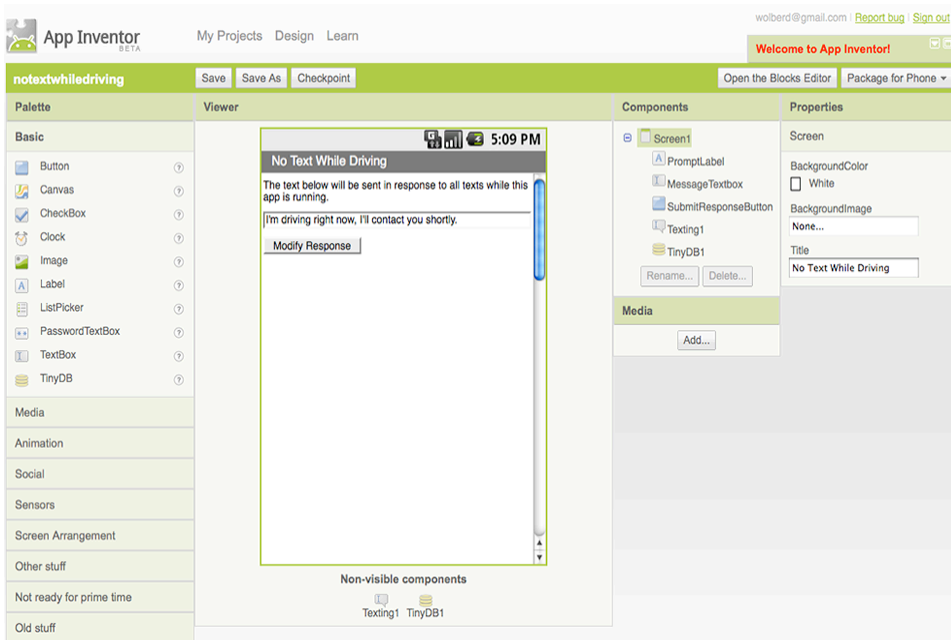 wolberd@gmail.com | Report bug | Sign out
App Inventor
BETA
My Projects Design Learn
Welcome to App Inventor!
notextwhiledriving
Save Save As Checkpoint
Open the Blocks Editor Package for Phone
Palette
Basic
Button ?
Canvas ?
CheckBox ?
Clock ?
Image ?
Label ?
ListPicker ?
PasswordTextBox ?
TextBox ?
TinyDB ?
Media
Animation
Social
Sensors
Screen Arrangement
Other stuff
Not ready for prime time
Old stuff
Viewer
5:09 PM
No Text While Driving
The text below will be sent in response to all texts while this
app is running.
I'm driving right now, I'll contact you shortly.
Modify Response
Non-visible components
Texting1 TinyDB1
Components
Screen1
PromptLabel
MessageTextbox
SubmitResponseButton
Texting1
TinyDB1
Rename... Delete...
Media
Add...
Properties
Screen
BackgroundColor
White
BackgroundImage
None...
Title
No Text While Driving